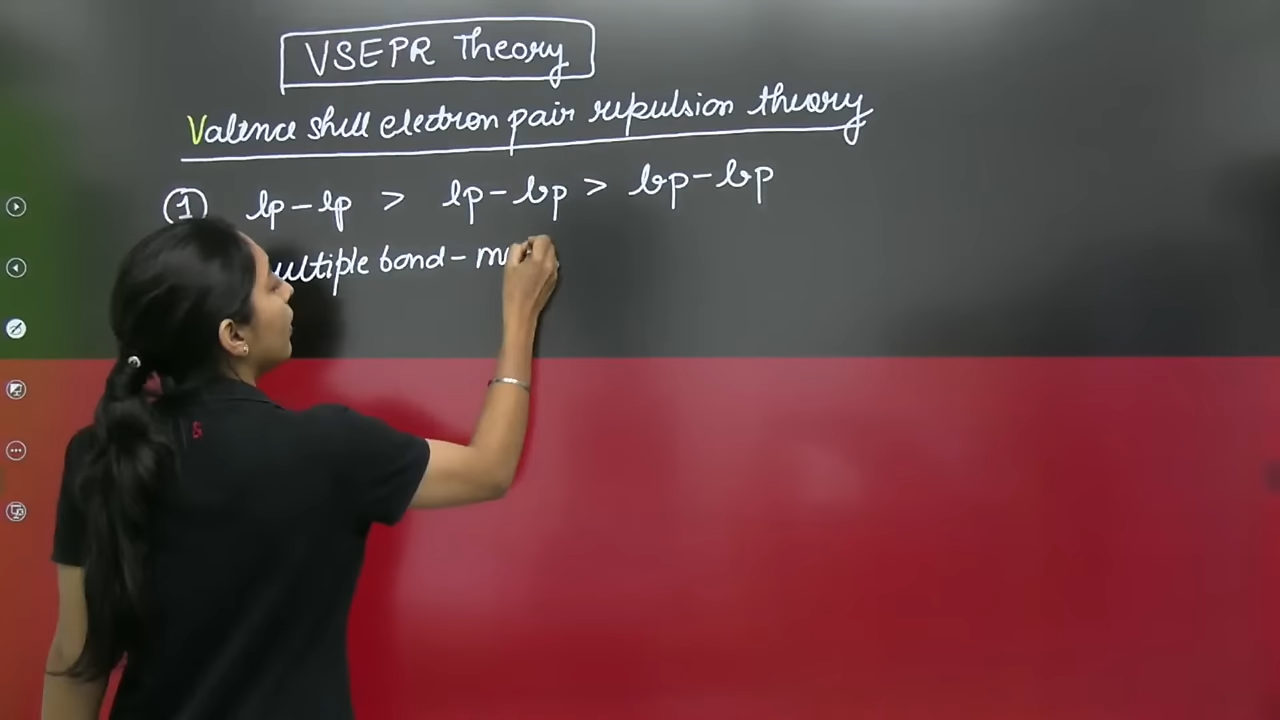 VSEPR Theory
Valence shell electron pair repulsion theory
① lp-lp > lp-bp > bp-bp
ultiple bond - m